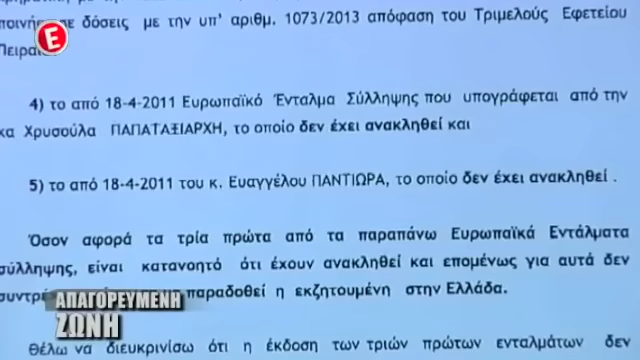 σε δόσεις με την υπ' αριθμ. 1073/2013 απόφαση του Τριμελούς Εφετείου
Ε
4) το από 18-4-2011 Ευρωπαϊκό Ένταλμα Σύλληψης που υπογράφεται από την
κα Χρυσούλα ΠΑΠΑΤΑΞΙΑΡΧΗ, το οποίο δεν έχει ανακληθεί και
5) το από 18-4-2011 του κ. Ευαγγέλου ΠΑΝΤΙΩΡΑ, το οποίο δεν έχει ανακληθεί .
Όσον αφορά τα τρία πρώτα από τα παραπάνω Ευρωπαϊκά Εντάλματα
σύλληψης, είναι κατανοητό ότι έχουν ανακληθεί και επομένως για αυτά δεν
παραδοθεί η εκζητουμένη στην Ελλάδα.
ΑΠΑΓΟΡΕΥΜΕΝΗ
ΖΩΝΗ
Θέλω να διευκρινίσω ότι η έκδοση των τριών πρώτων ενταλμάτων δεν